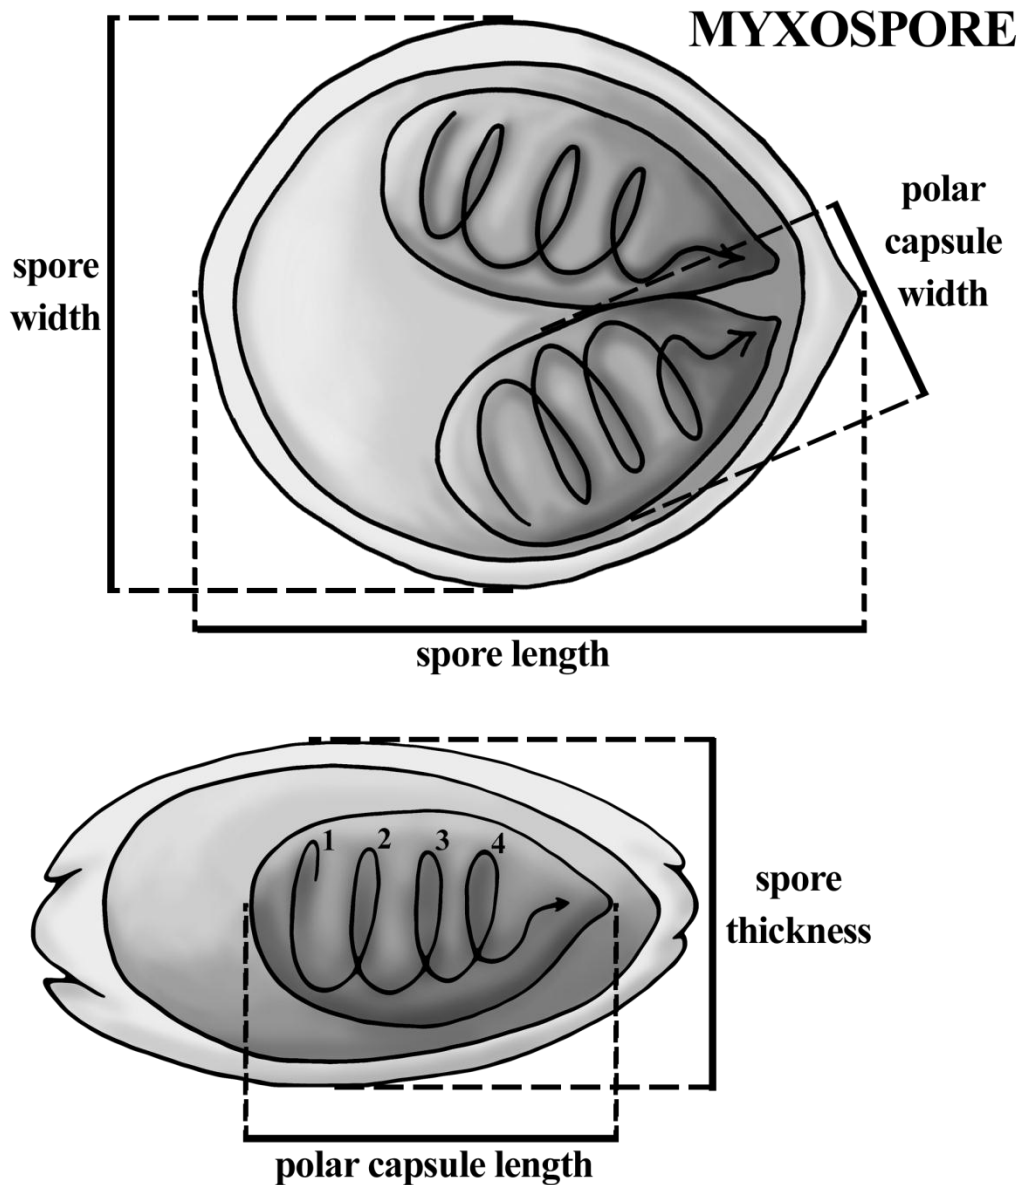 MYXOSPORE
polar
capsule
width
spore
width
spore length
1 2 3 4
spore
thickness
polar capsule length